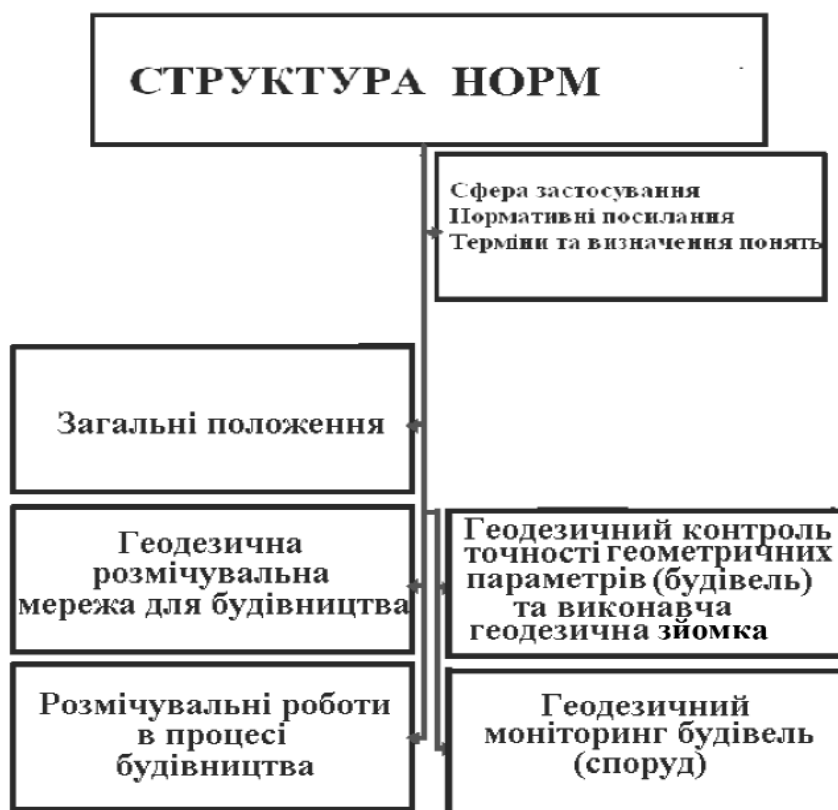 СТРУКТУРА НОРМ
Сфера застосування
Нормативні посилання
Терміни та визначення понять
Загальні положення
Геодезична
розмічувальна
мережа для будівництва
Геодезичний контроль
точності геометричних
параметрів (будівель)
та виконавча
геодезична зйомка
Розмічувальні роботи
в процесі
будівництва
Геодезичний
моніторинг будівель
(споруд)